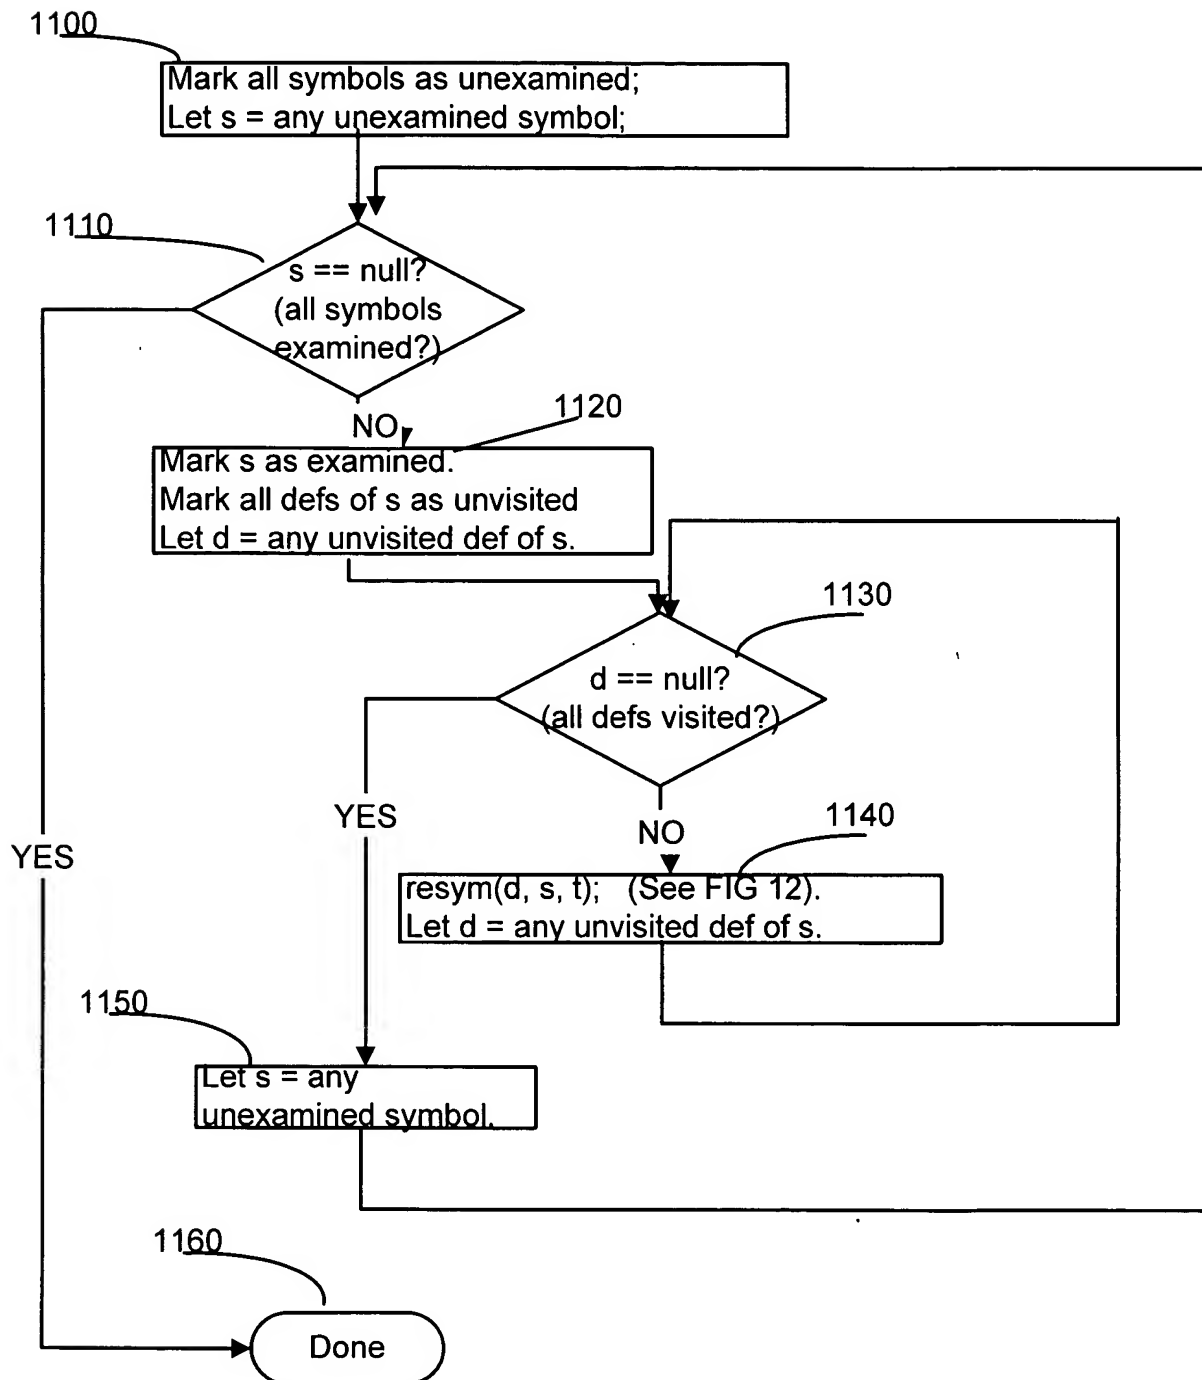 1100
Mark all symbols as unexamined;
Let s = any unexamined symbol;
1110
s == null?
(all symbols
examined?)
1120
NO
Mark s as examined.
Mark all defs of s as unvisited
Let d = any unvisited def of s.
1130
d == null?
(all defs visited?)
YES
1140
NO
YES
resym(d, s, t); (See FIG 12).
Let d = any unvisited def of s.
1150
Let s = any
unexamined symbol.
1160
Done